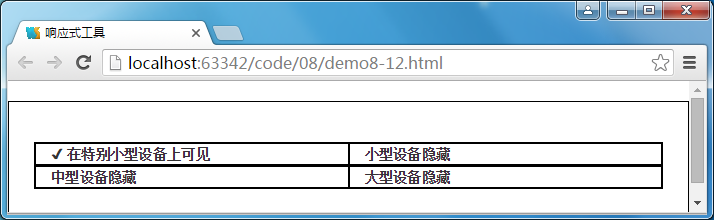 响应式工具
localhost:63342/code/08/demo8-12.html
✔ 在特别小型设备上可见 小型设备隐藏
中型设备隐藏 大型设备隐藏